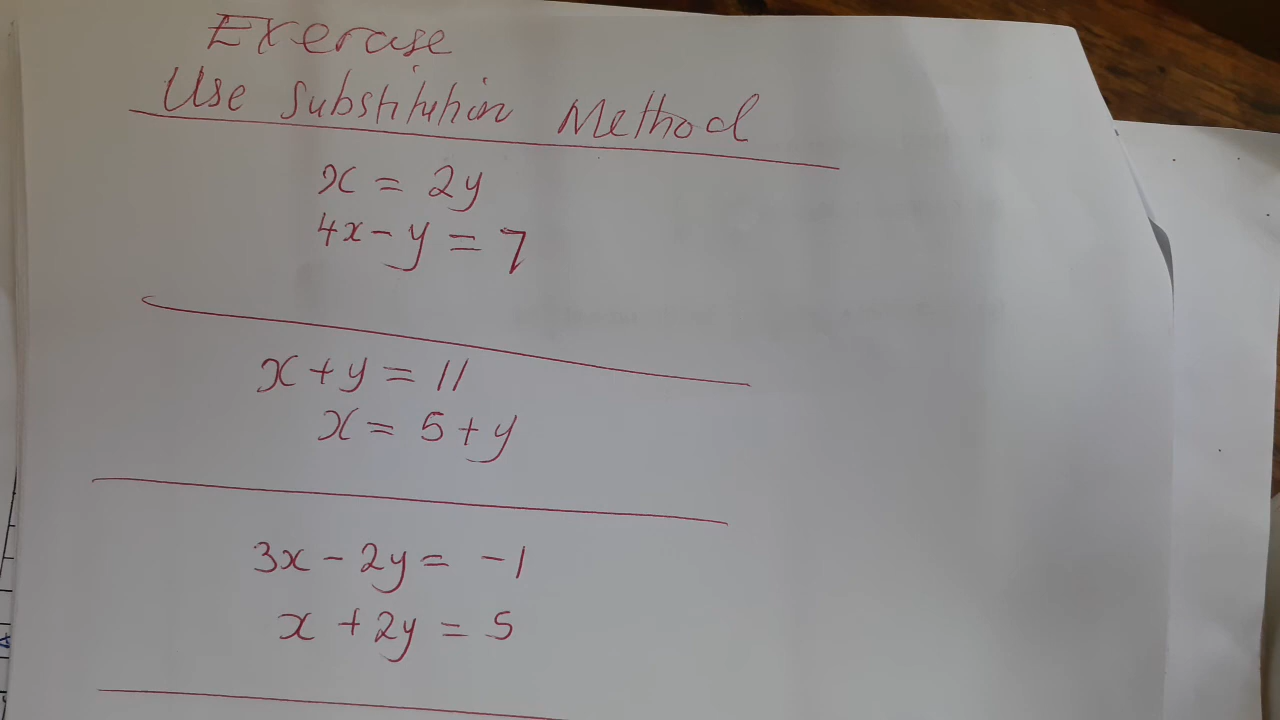 Exercise
Use Substitution Method
x = 2y
4x - y = 7
x + y = 11
x = 5 + y
3x - 2y = -1
x + 2y = 5